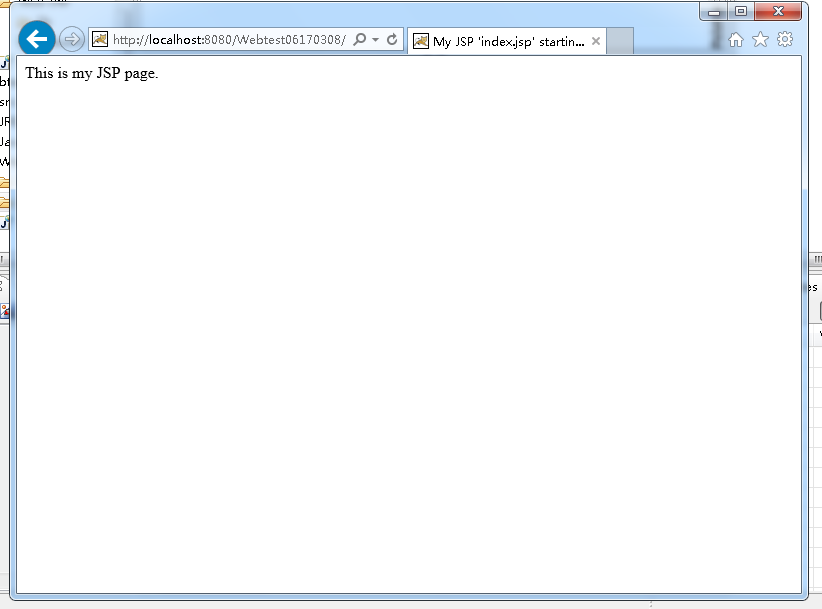 http://localhost:8080/Webtest06170308/
My JSP 'index.jsp' startin...
This is my JSP page.